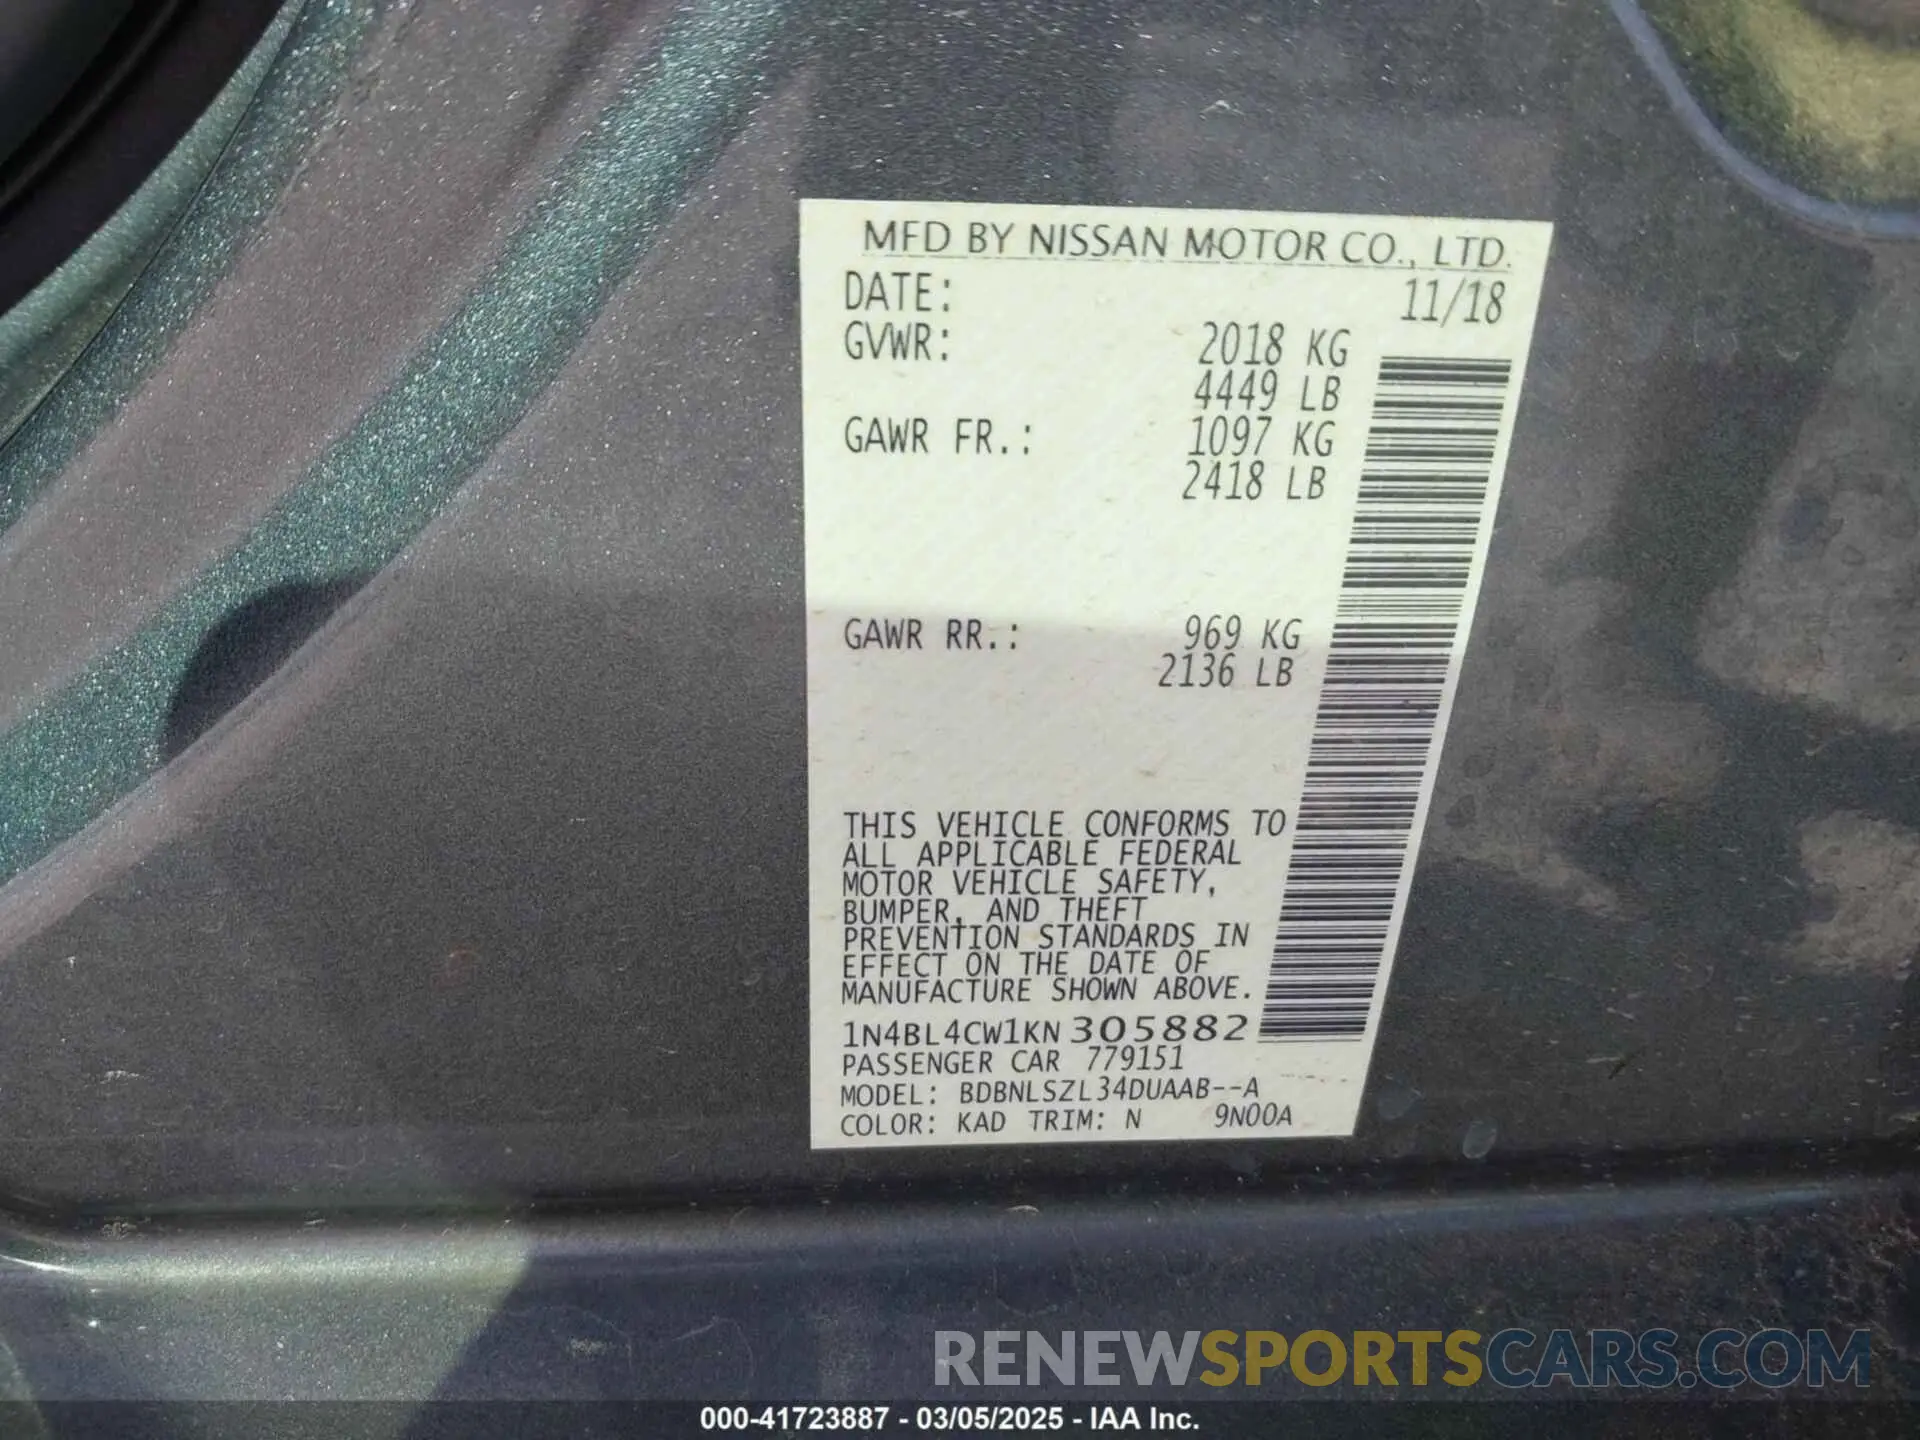 MFD BY NISSAN MOTOR CO., LTD.
DATE: 11/18
GVWR: 2018 KG
4449 LB
GAWR FR.: 1097 KG
2418 LB
GAWR RR.: 969 KG
2136 LB
THIS VEHICLE CONFORMS TO
ALL APPLICABLE FEDERAL
MOTOR VEHICLE SAFETY,
BUMPER, AND THEFT
PREVENTION STANDARDS IN
EFFECT ON THE DATE OF
MANUFACTURE SHOWN ABOVE.
1N4BL4CW1KN305882
PASSENGER CAR 779151
MODEL: BDBNLSZL34DUAAB--A
COLOR: KAD TRIM: N 9N00A
RENEWSPORTSCARS.COM
000-41723887 - 03/05/2025 - IAA Inc.